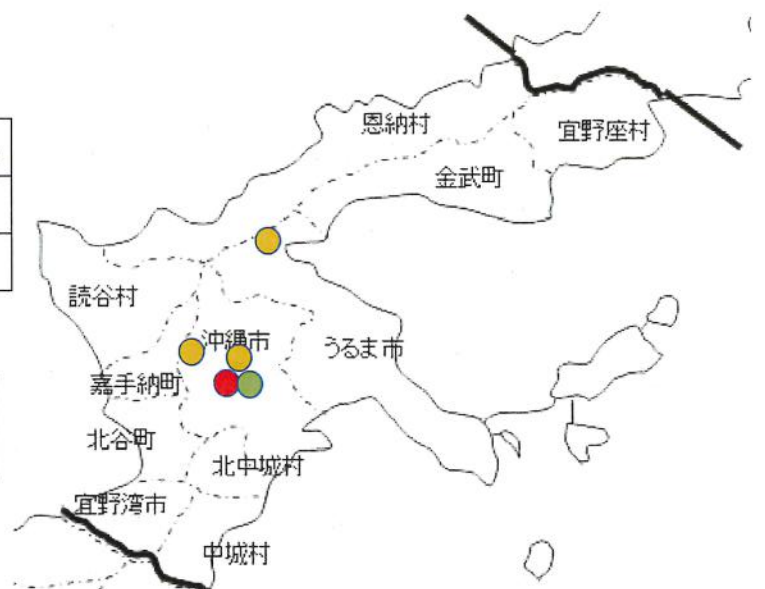 恩納村
宜野座村
金武町
読谷村
沖縄市
うるま市
嘉手納町
北谷町
北中城村
宜野湾市
中城村